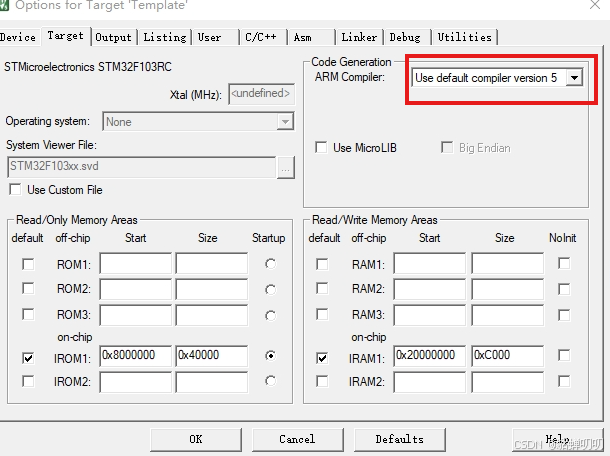 Options for Target 'Template'
Device Target Output Listing User C/C++ Asm Linker Debug Utilities
STMicroelectronics STM32F103RC
Xtal (MHz): <undefined>
Operating system: None
System Viewer File:
STM32F103xx.svd ...
Use Custom File
Code Generation
ARM Compiler: Use default compiler version 5
Use MicroLIB Big Endian
Read/Only Memory Areas
default off-chip Start Size Startup
ROM1:
ROM2:
ROM3:
on-chip
IROM1: 0x8000000 0x40000
IROM2:
Read/Write Memory Areas
default off-chip Start Size NoInit
RAM1:
RAM2:
RAM3:
on-chip
IRAM1: 0x20000000 0xC000
IRAM2:
OK Cancel Defaults Help
CSDN